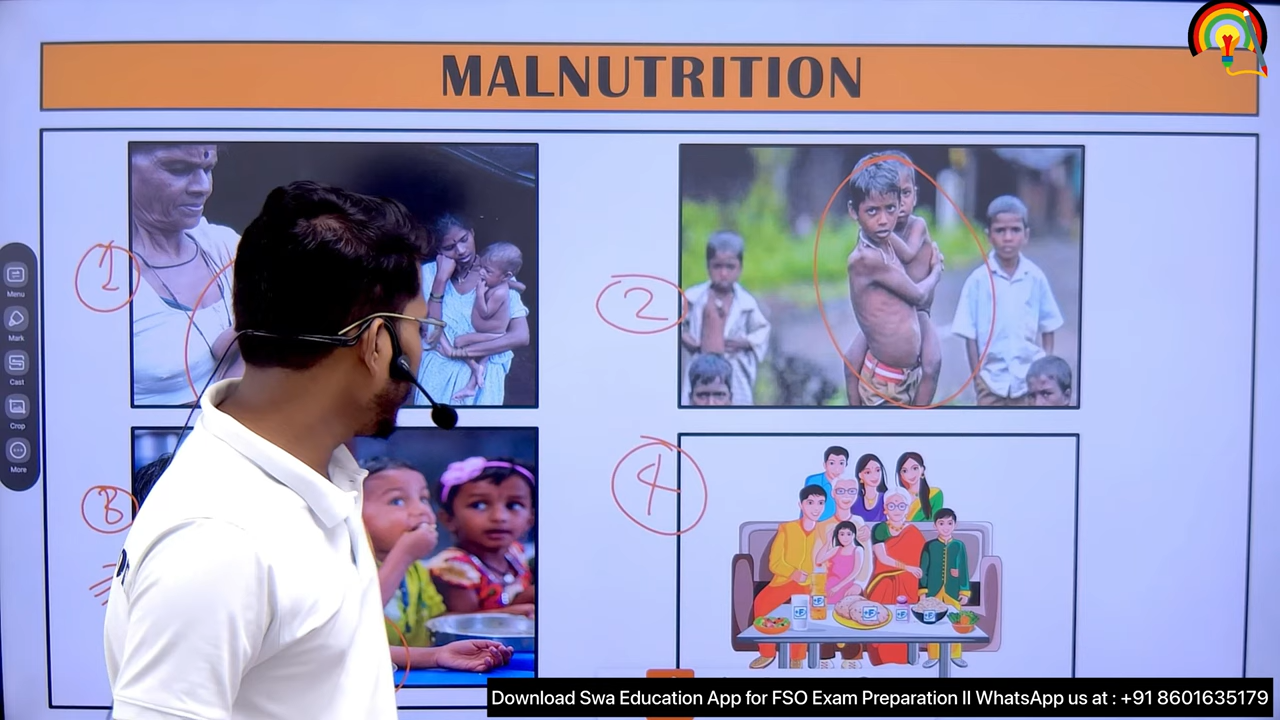 MALNUTRITION
1
2
3
4
Menu
Mark
Cast
Crop
More
+F
+F
+F
+F
Download Swa Education App for FSO Exam Preparation II WhatsApp us at : +91 8601635179